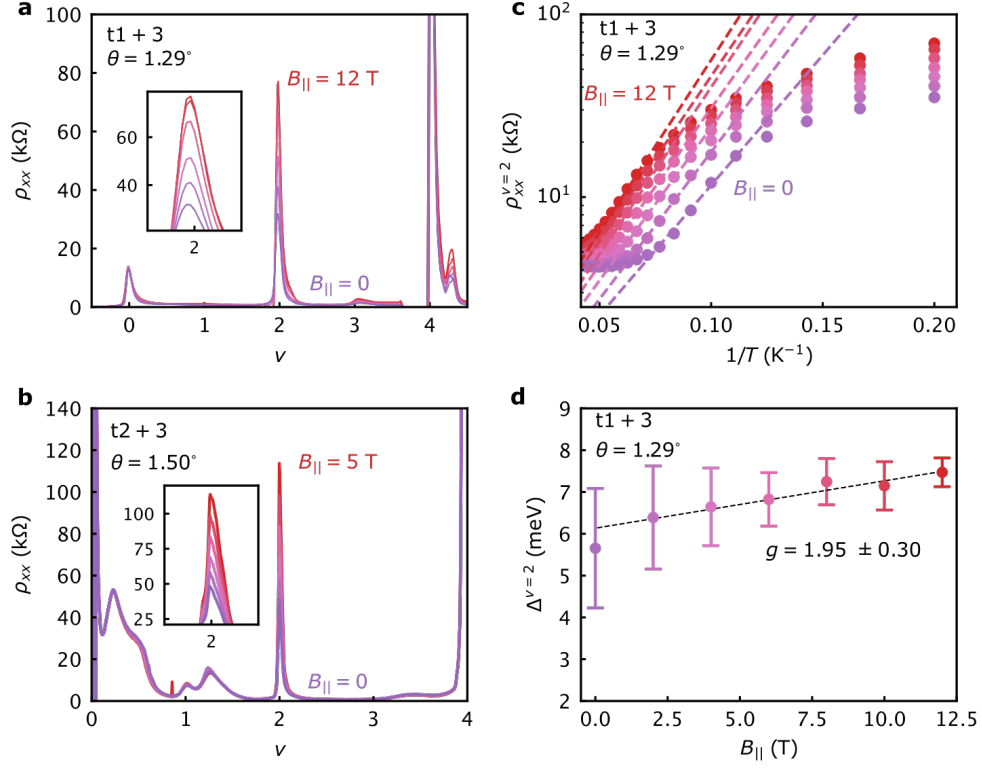 a
t1 + 3
θ = 1.29°
B|| = 12 T
B|| = 0
80
60
40
2
100
80
60
40
20
0
ρxx (kΩ)
0 1 2 3 4
ν
c
t1 + 3
θ = 1.29°
B|| = 12 T
B|| = 0
10²
10¹
ρxx^ν=2 (kΩ)
0.05 0.10 0.15 0.20
1/T (K⁻¹)
b
t2 + 3
θ = 1.50°
B|| = 5 T
B|| = 0
100
75
50
25
2
140
120
100
80
60
40
20
0
ρxx (kΩ)
0 1 2 3 4
ν
d
t1 + 3
θ = 1.29°
g = 1.95 ± 0.30
9
8
7
6
5
4
3
2
Δ^ν=2 (meV)
0.0 2.5 5.0 7.5 10.0 12.5
B|| (T)